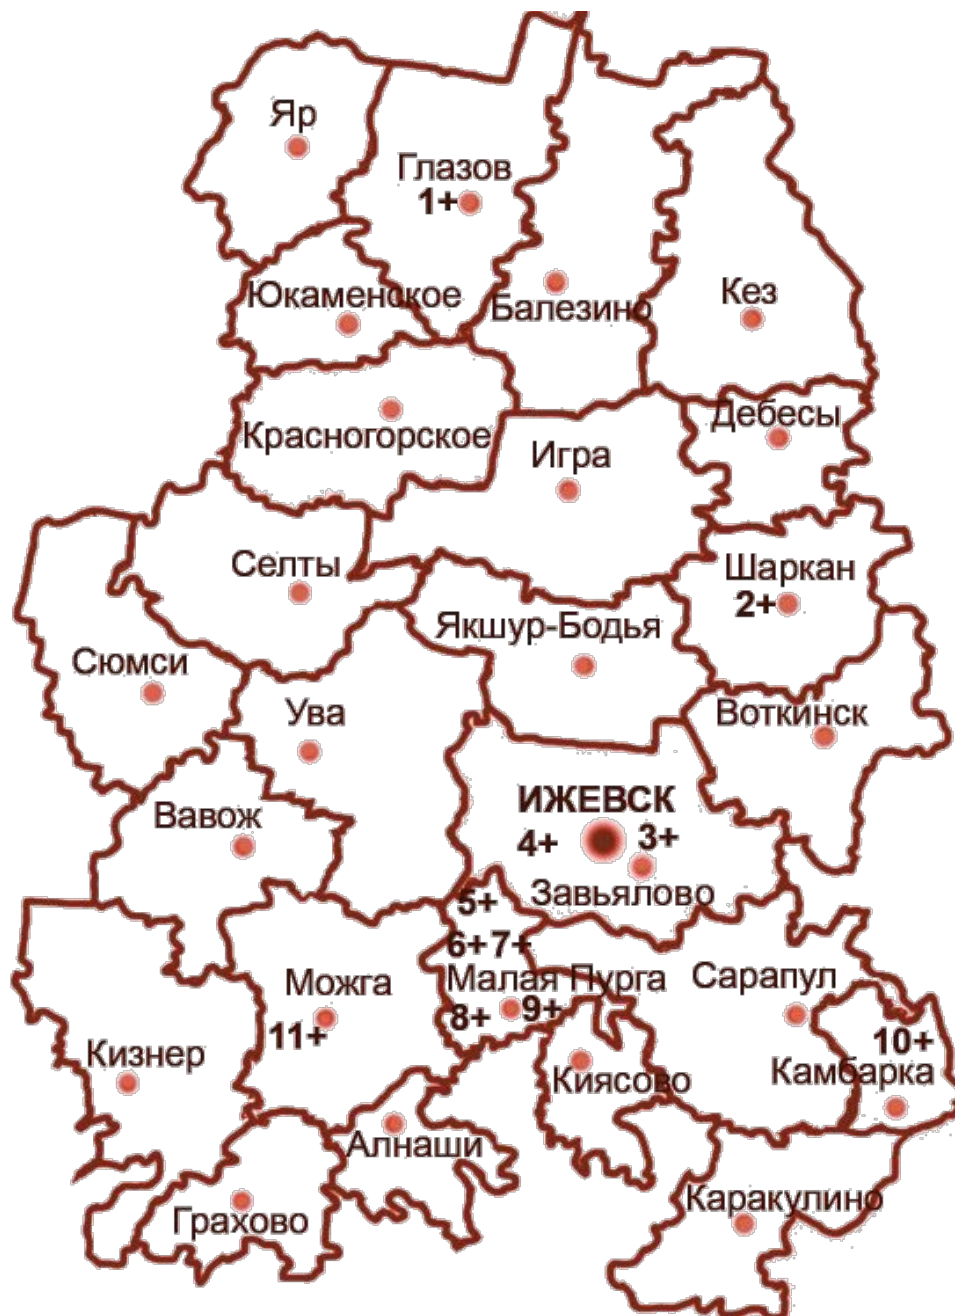 Яр
Глазов
1+
Юкаменское
Балезино
Кез
Дебесы
Красногорское
Игра
Селты
Шаркан
2+
Якшур-Бодья
Сюмси
Ува
Воткинск
ИЖЕВСК
4+ 3+
Вавож
Завьялово
5+
6+ 7+
Можга
Малая Пурга
Сарапул
8+ 9+
11+
10+
Кизнер
Киясово
Камбарка
Алнаши
Грахово
Каракулино